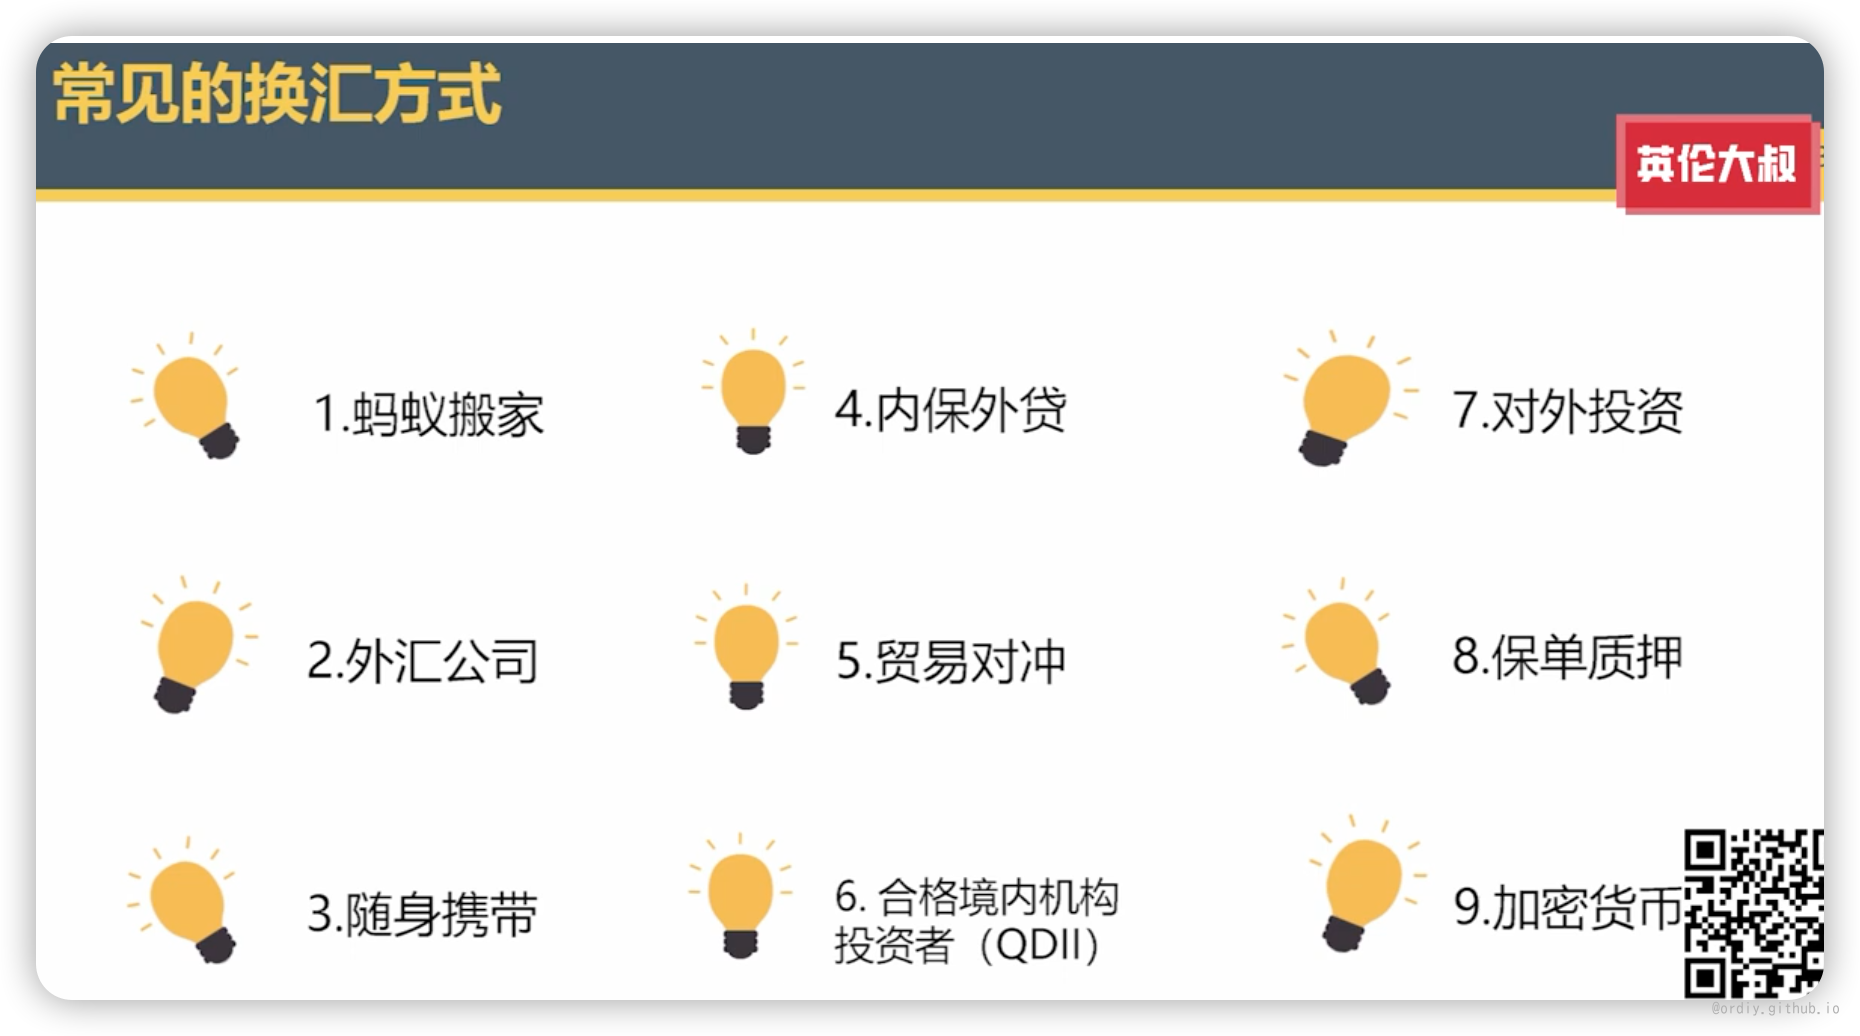 常见的换汇方式
英伦大叔
1.蚂蚁搬家
4.内保外贷
7.对外投资
2.外汇公司
5.贸易对冲
8.保单质押
3.随身携带
6. 合格境内机构
投资者（QDII）
9.加密货币
@ordiy.github.io